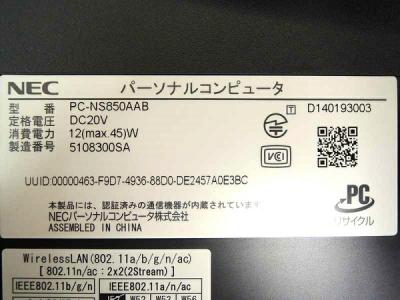 NEC パーソナルコンピュータ
型 番 PC-NS850AAB
T D140193003
定格電圧 DC20V
消費電力 12(max.45)W
製造番号 5108300SA
VCI
UUID:00000463-F9D7-4936-88D0-DE2457A0E3BC
本製品には、認証済みの通信機器が内蔵されています。
NECパーソナルコンピュータ株式会社
ASSEMBLED IN CHINA
PC
リサイクル
WirelessLAN(802.11a/b/g/n/ac)
[ 802.11n/ac: 2x2(2Stream) ]
IEEE802.11b/g/n IEEE802.11a/n/ac
J52 W52 W53 W56